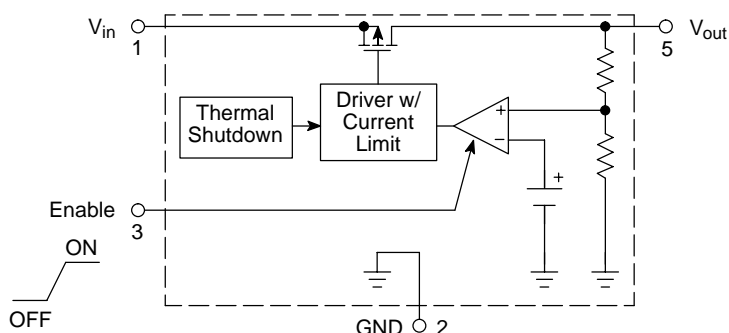 Vin
1
5
Vout
Thermal
Shutdown
Driver w/
Current
Limit
+
−
+
Enable
3
ON
OFF
GND
2